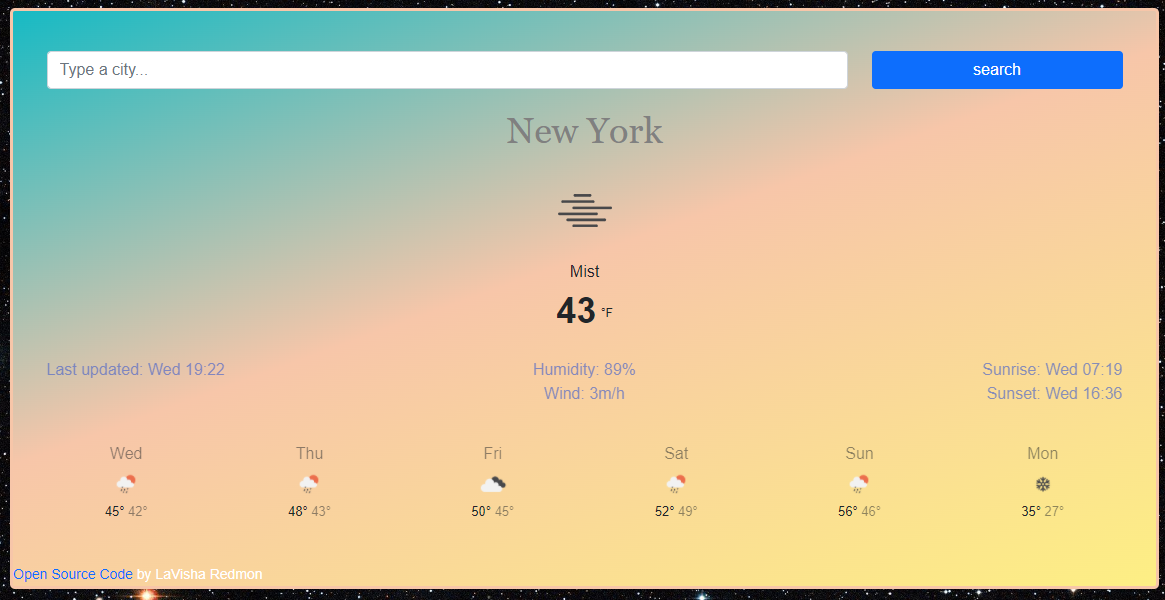 Type a city...
search
New York
Mist
43 °F
Last updated: Wed 19:22
Humidity: 89%
Wind: 3m/h
Sunrise: Wed 07:19
Sunset: Wed 16:36
Wed Thu Fri Sat Sun Mon
45° 42° 48° 43° 50° 45° 52° 49° 56° 46° 35° 27°
Open Source Code by LaVisha Redmon